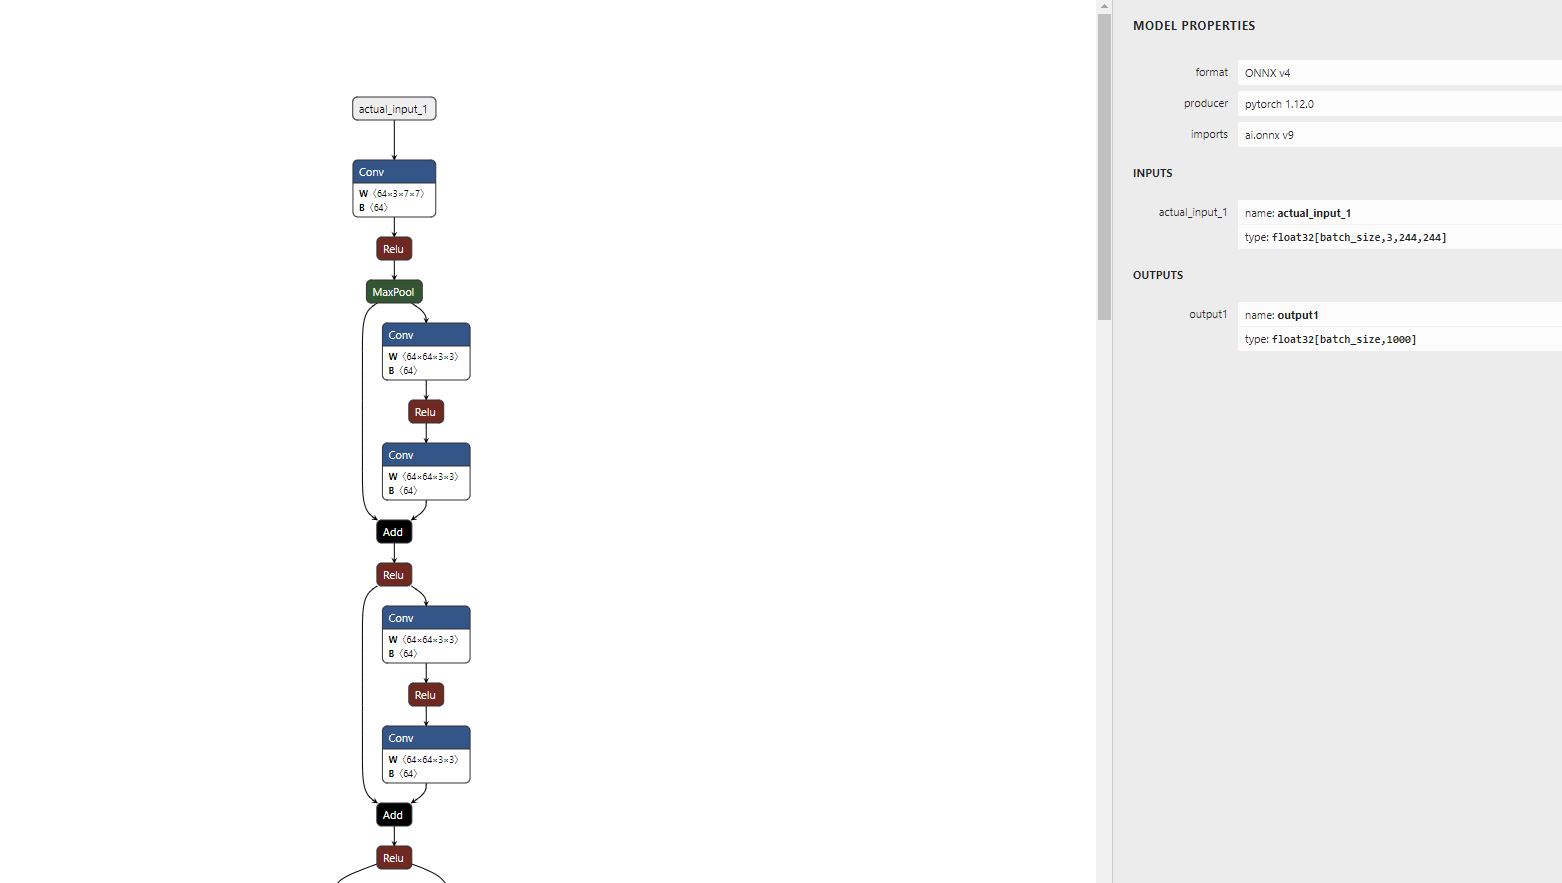 actual_input_1
Conv
W 〈64×3×7×7〉
B 〈64〉
Relu
MaxPool
Conv
W 〈64×64×3×3〉
B 〈64〉
Relu
Conv
W 〈64×64×3×3〉
B 〈64〉
Add
Relu
Conv
W 〈64×64×3×3〉
B 〈64〉
Relu
Conv
W 〈64×64×3×3〉
B 〈64〉
Add
Relu
MODEL PROPERTIES
format ONNX v4
producer pytorch 1.12.0
imports ai.onnx v9
INPUTS
actual_input_1 name: actual_input_1
type: float32[batch_size,3,244,244]
OUTPUTS
output1 name: output1
type: float32[batch_size,1000]